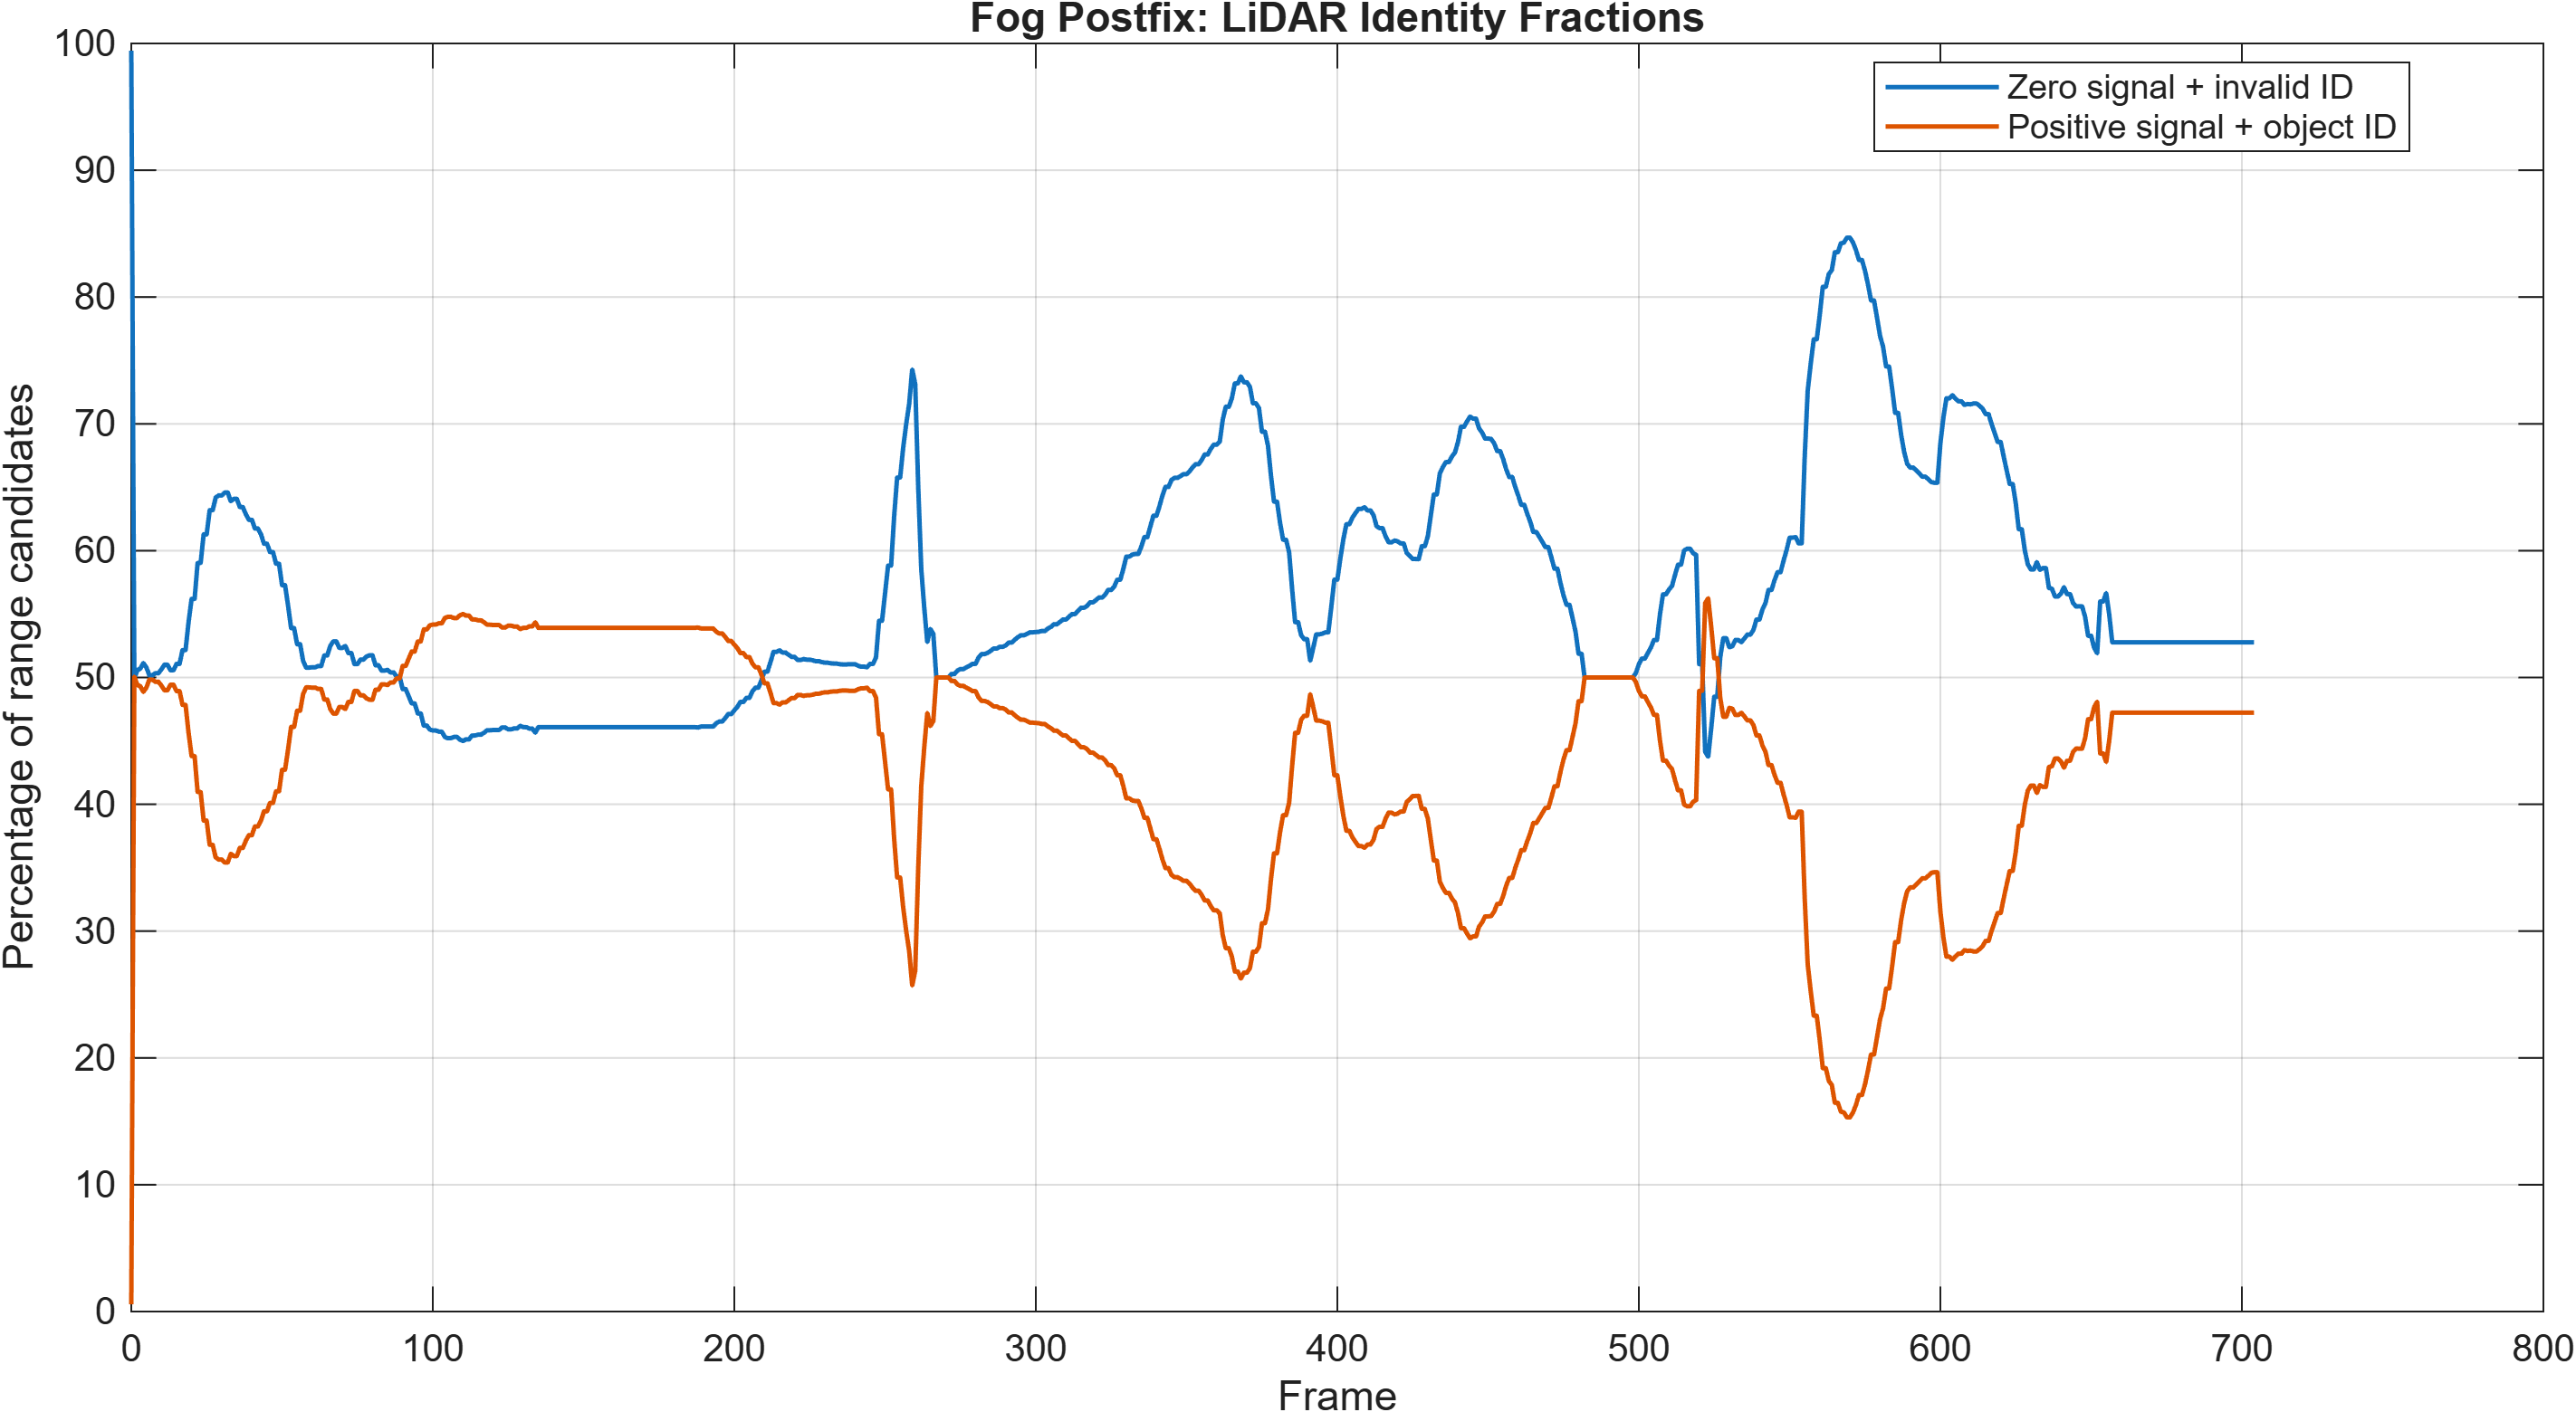 Fog Postfix: LiDAR Identity Fractions
Zero signal + invalid ID
Positive signal + object ID
Percentage of range candidates
100
90
80
70
60
50
40
30
20
10
0
0 100 200 300 400 500 600 700 800
Frame